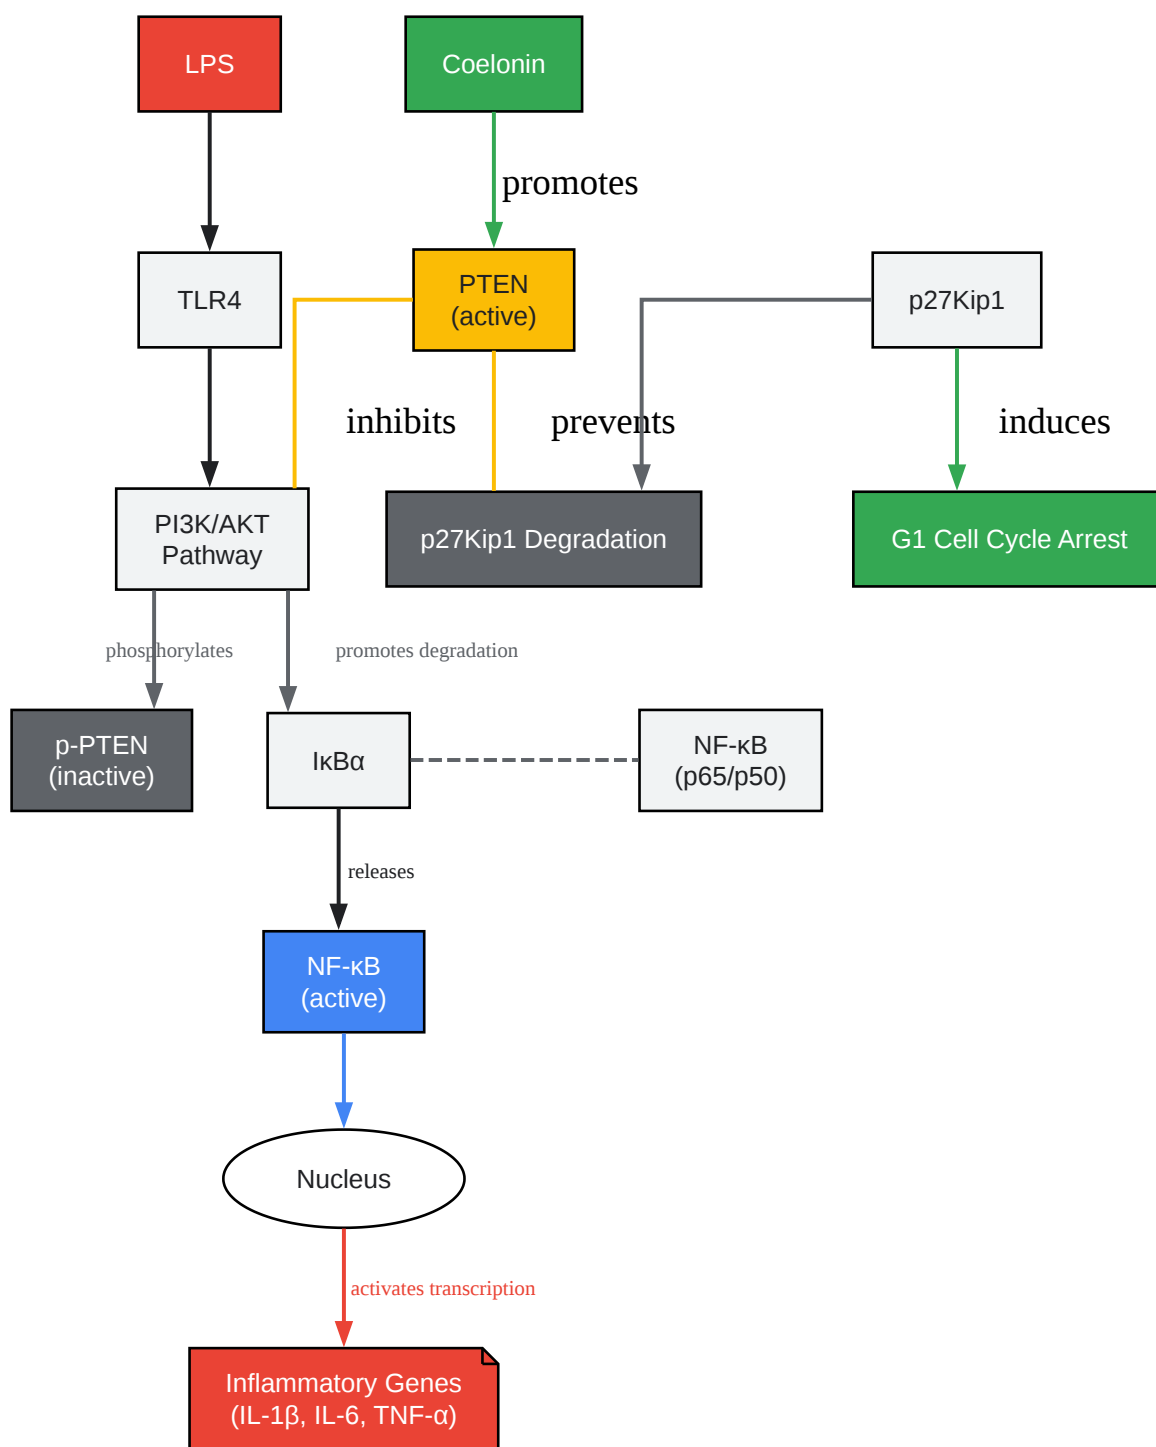 LPS
Coelonin
promotes
TLR4
PTEN
(active)
p27Kip1
inhibits
prevents
induces
PI3K/AKT
Pathway
p27Kip1 Degradation
G1 Cell Cycle Arrest
phosphorylates
promotes degradation
p-PTEN
(inactive)
IκBα
NF-κB
(p65/p50)
releases
NF-κB
(active)
Nucleus
activates transcription
Inflammatory Genes
(IL-1β, IL-6, TNF-α)